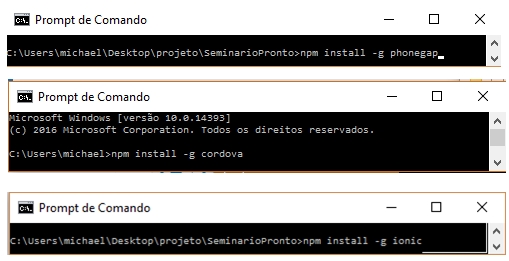 Prompt de Comando
C:\Users\michael\Desktop\projeto\SeminarioPronto>npm install -g phonegap
Prompt de Comando
Microsoft Windows [versão 10.0.14393]
(c) 2016 Microsoft Corporation. Todos os direitos reservados.
C:\Users\michael>npm install -g cordova
Prompt de Comando
C:\Users\michael\Desktop\projeto\SeminarioPronto>npm install -g ionic